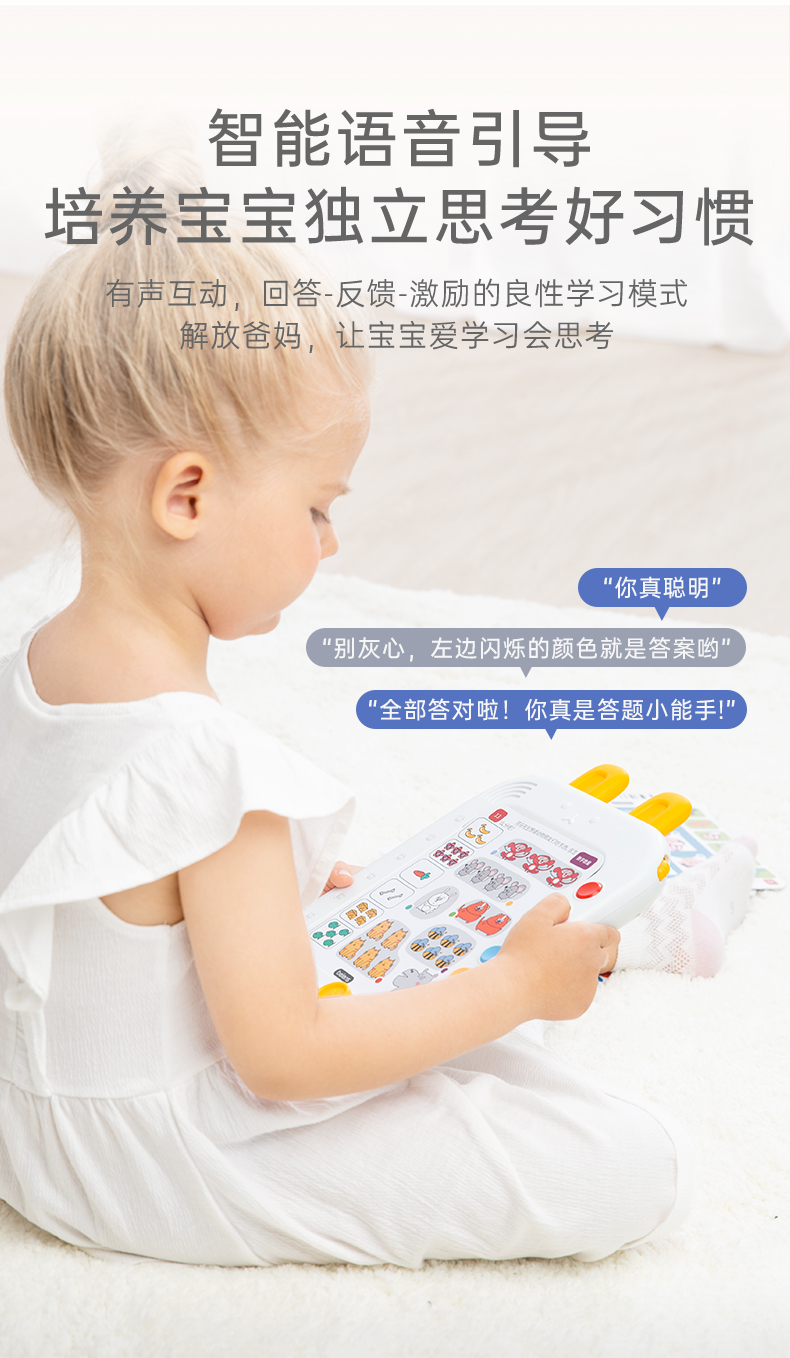 智能语音引导
培养宝宝独立思考好习惯
有声互动，回答-反馈-激励的良性学习模式
解放爸妈，让宝宝爱学习会思考
“你真聪明”
“别灰心，左边闪烁的颜色就是答案哟”
“全部答对啦！你真是答题小能手!”